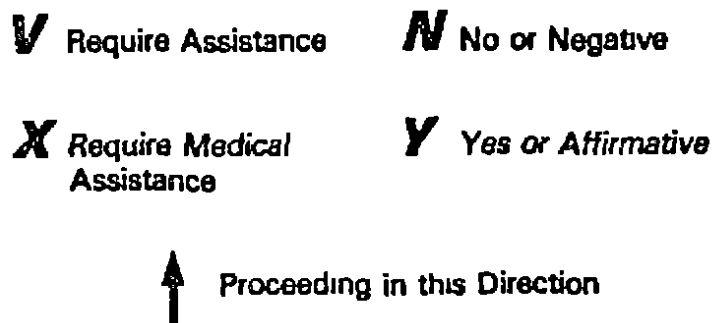 V Require Assistance
N No or Negative
X Require Medical
Assistance
Y Yes or Affirmative
Proceeding in this Direction